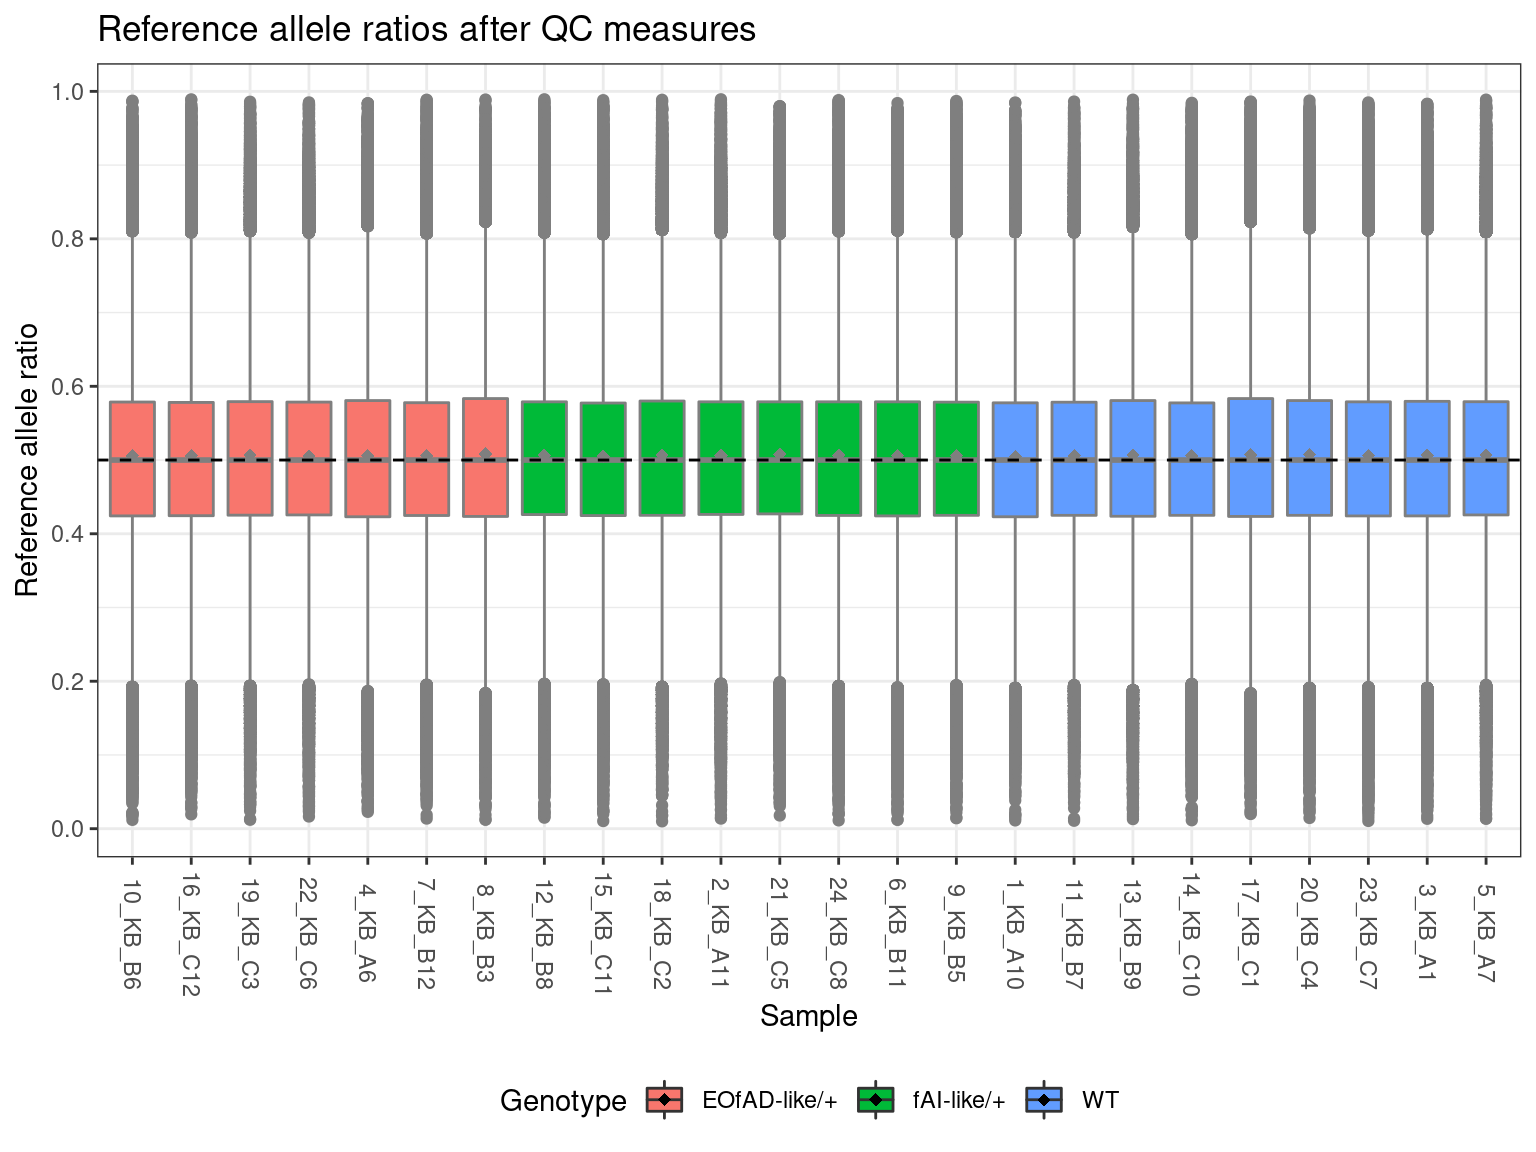 Reference allele ratios after QC measures
Reference allele ratio
1.0
0.8
0.6
0.4
0.2
0.0
10_KB_B6
16_KB_C12
19_KB_C3
22_KB_C6
4_KB_A6
7_KB_B12
8_KB_B3
12_KB_B8
15_KB_C11
18_KB_C2
2_KB_A11
21_KB_C5
24_KB_C8
6_KB_B11
9_KB_B5
1_KB_A10
11_KB_B7
13_KB_B9
14_KB_C10
17_KB_C1
20_KB_C4
23_KB_C7
3_KB_A1
5_KB_A7
Sample
Genotype EOfAD-like/+ fAI-like/+ WT